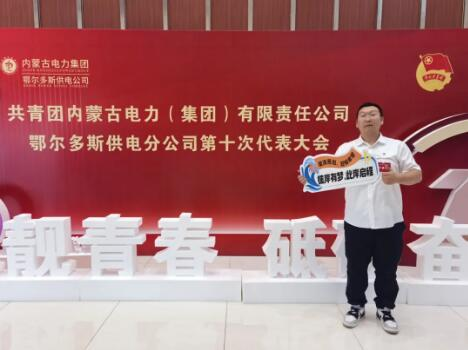 内蒙古电力集团
鄂尔多斯供电公司
共青团内蒙古电力（集团）有限责任公司
鄂尔多斯供电分公司第十次代表大会
彼岸有梦，此岸启程
靓青春 砥
奋